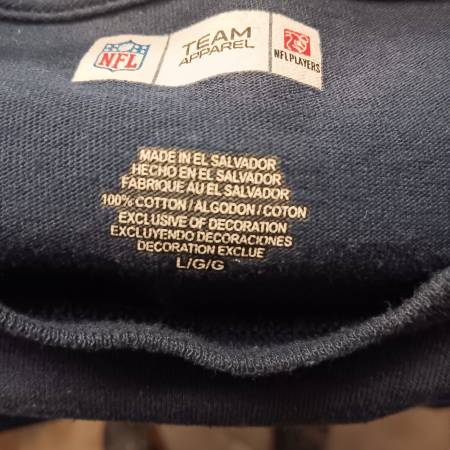 NFL
TEAM
APPAREL
NFL PLAYERS
MADE IN EL SALVADOR
HECHO EN EL SALVADOR
FABRIQUE AU EL SALVADOR
100% COTTON / ALGODON / COTON
EXCLUSIVE OF DECORATION
EXCLUYENDO DECORACIONES
DECORATION EXCLUE
L/G/G